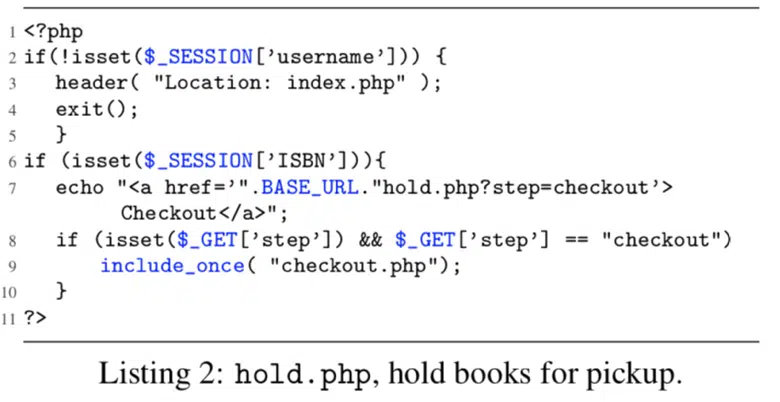 1 <?php
2 if(!isset($_SESSION['username'])) {
3 header( "Location: index.php" );
4 exit();
5 }
6 if (isset($_SESSION['ISBN'])){
7 echo "<a href='".BASE_URL."hold.php?step=checkout'>
Checkout</a>";
8 if (isset($_GET['step']) && $_GET['step'] == "checkout")
9 include_once( "checkout.php");
10 }
11 ?>
Listing 2: hold.php, hold books for pickup.